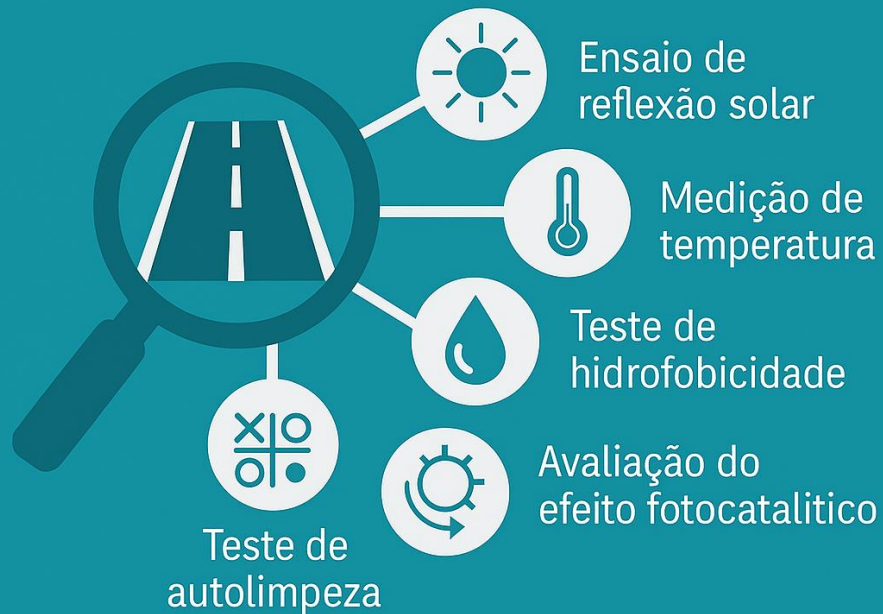 Ensaio de
reflexão solar
Medição de
temperatura
Teste de
hidrofobicidade
Avaliação do
efeito fotocatalitico
Teste de
autolimpeza